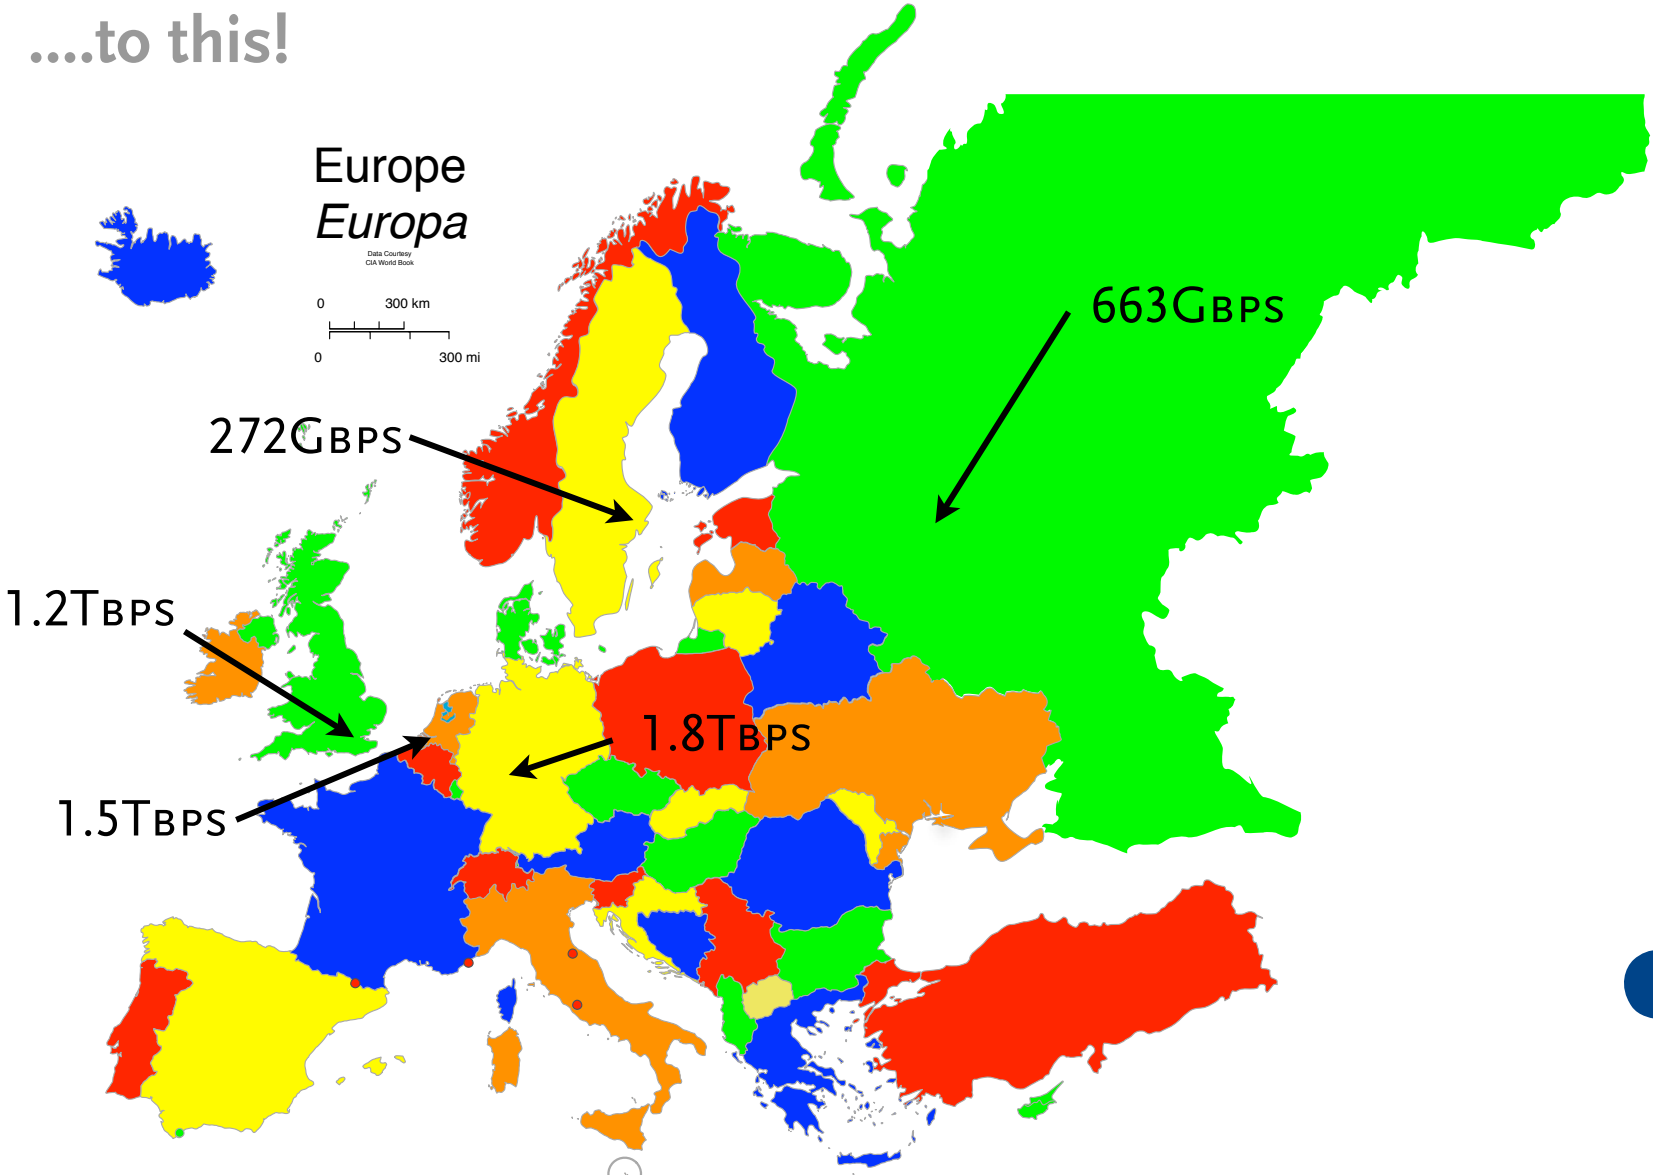 ....to this!
Europe
Europa
Data Courtesy
CIA World Book
0 300 km
0 300 mi
663Gbps
272Gbps
1.2Tbps
1.8Tbps
1.5Tbps